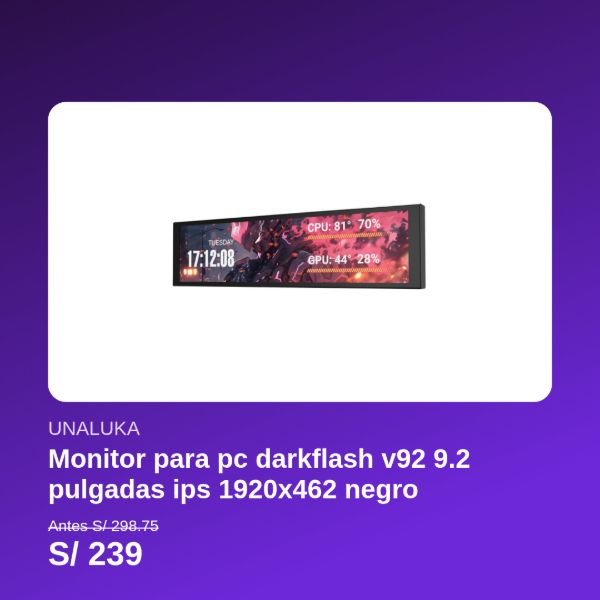 TUESDAY
17:12:08
CPU: 81° 70%
GPU: 44° 28%
UNALUKA
Monitor para pc darkflash v92 9.2
pulgadas ips 1920x462 negro
Antes S/ 298.75
S/ 239